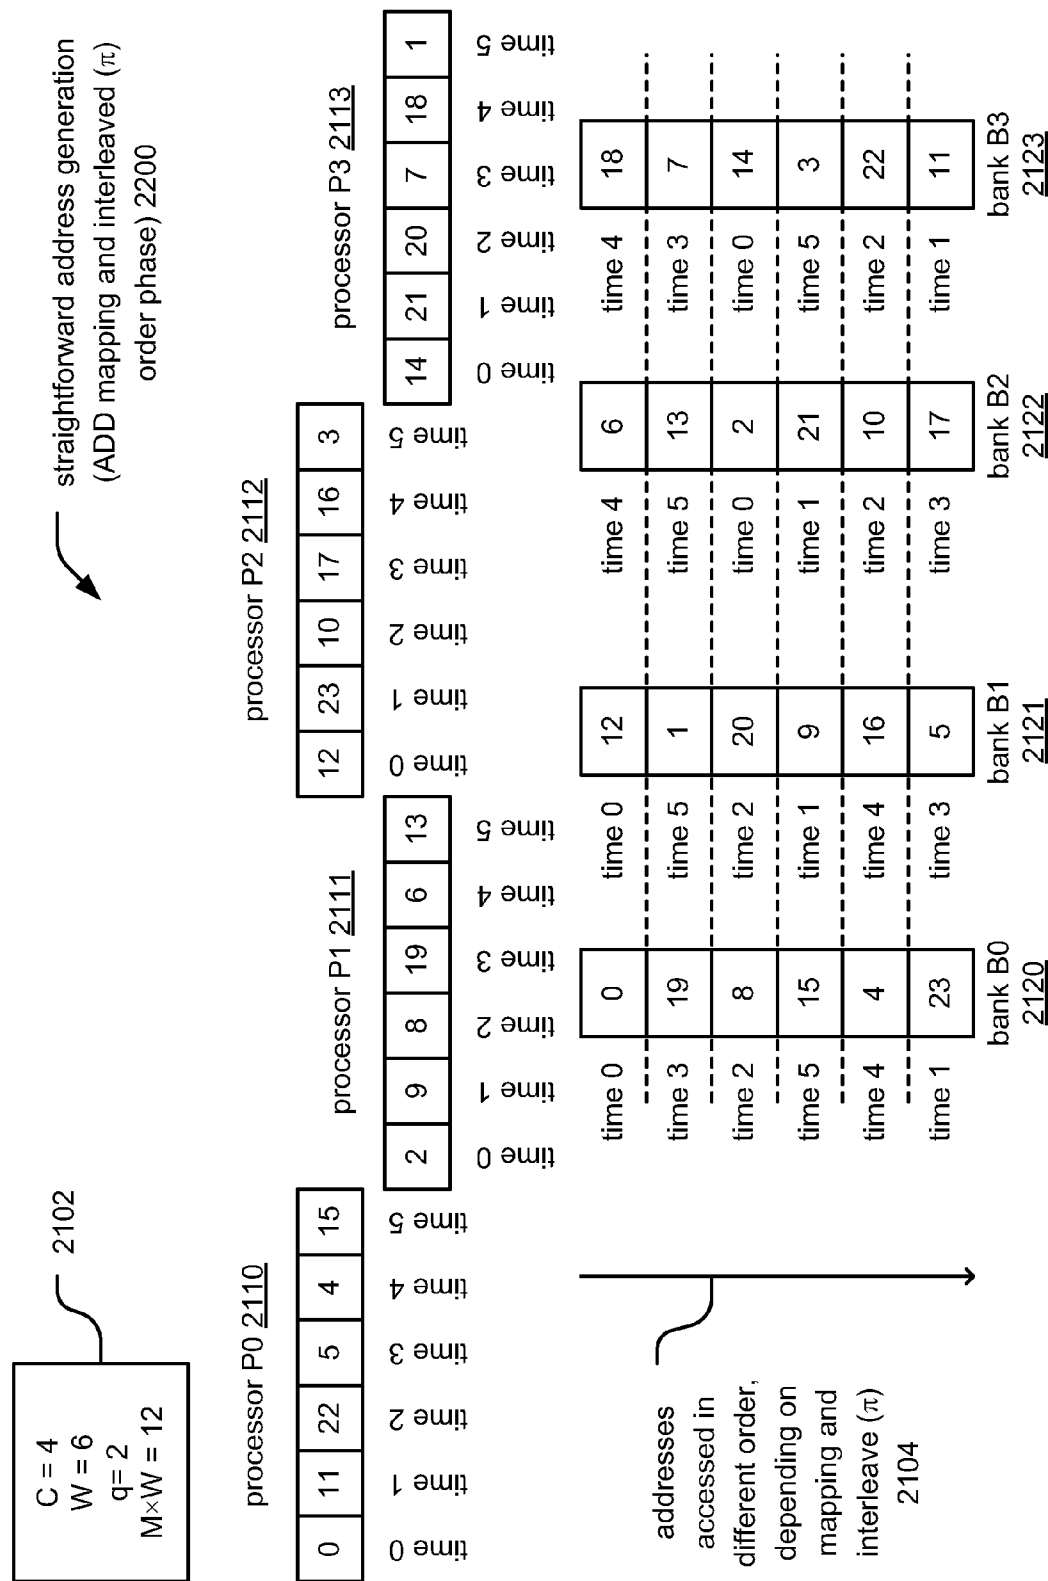 straightforward address generation
(ADD mapping and interleaved (π)
order phase) 2200
C = 4
W = 6
q= 2
M×W = 12
2102
processor P0 2110
0 11 22 5 4 15
time 0 time 1 time 2 time 3 time 4 time 5
processor P1 2111
2 9 8 19 6 13
time 0 time 1 time 2 time 3 time 4 time 5
processor P2 2112
12 23 10 17 16 3
time 0 time 1 time 2 time 3 time 4 time 5
processor P3 2113
14 21 20 7 18 1
time 0 time 1 time 2 time 3 time 4 time 5
addresses
accessed in
different order,
depending on
mapping and
interleave (π)
2104
time 0 0
time 3 19
time 2 8
time 5 15
time 4 4
time 1 23
bank B0
2120
time 0 12
time 5 1
time 2 20
time 1 9
time 4 16
time 3 5
bank B1
2121
time 4 6
time 5 13
time 0 2
time 1 21
time 2 10
time 3 17
bank B2
2122
time 4 18
time 3 7
time 0 14
time 5 3
time 2 22
time 1 11
bank B3
2123